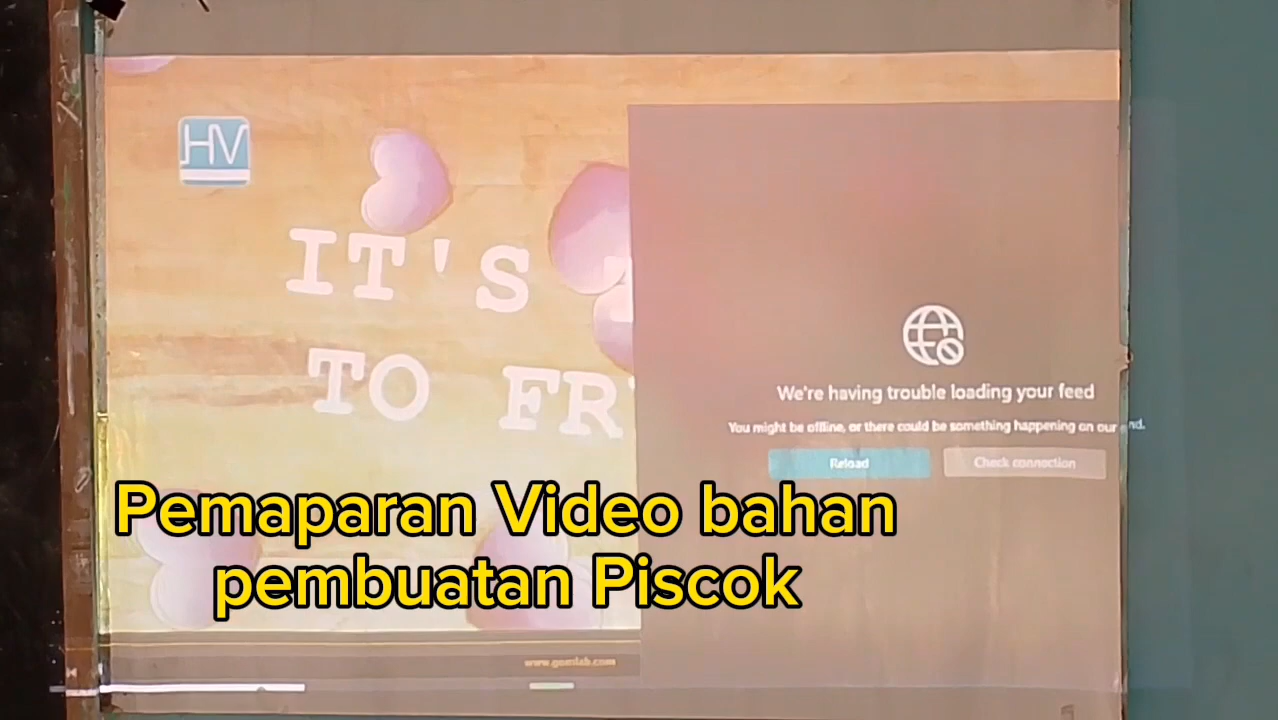 HV
IT'S
TO FR
We're having trouble loading your feed
You might be offline, or there could be something happening on our end.
Reload
Check connection
Pemaparan Video bahan
pembuatan Piscok
www.gomlab.com